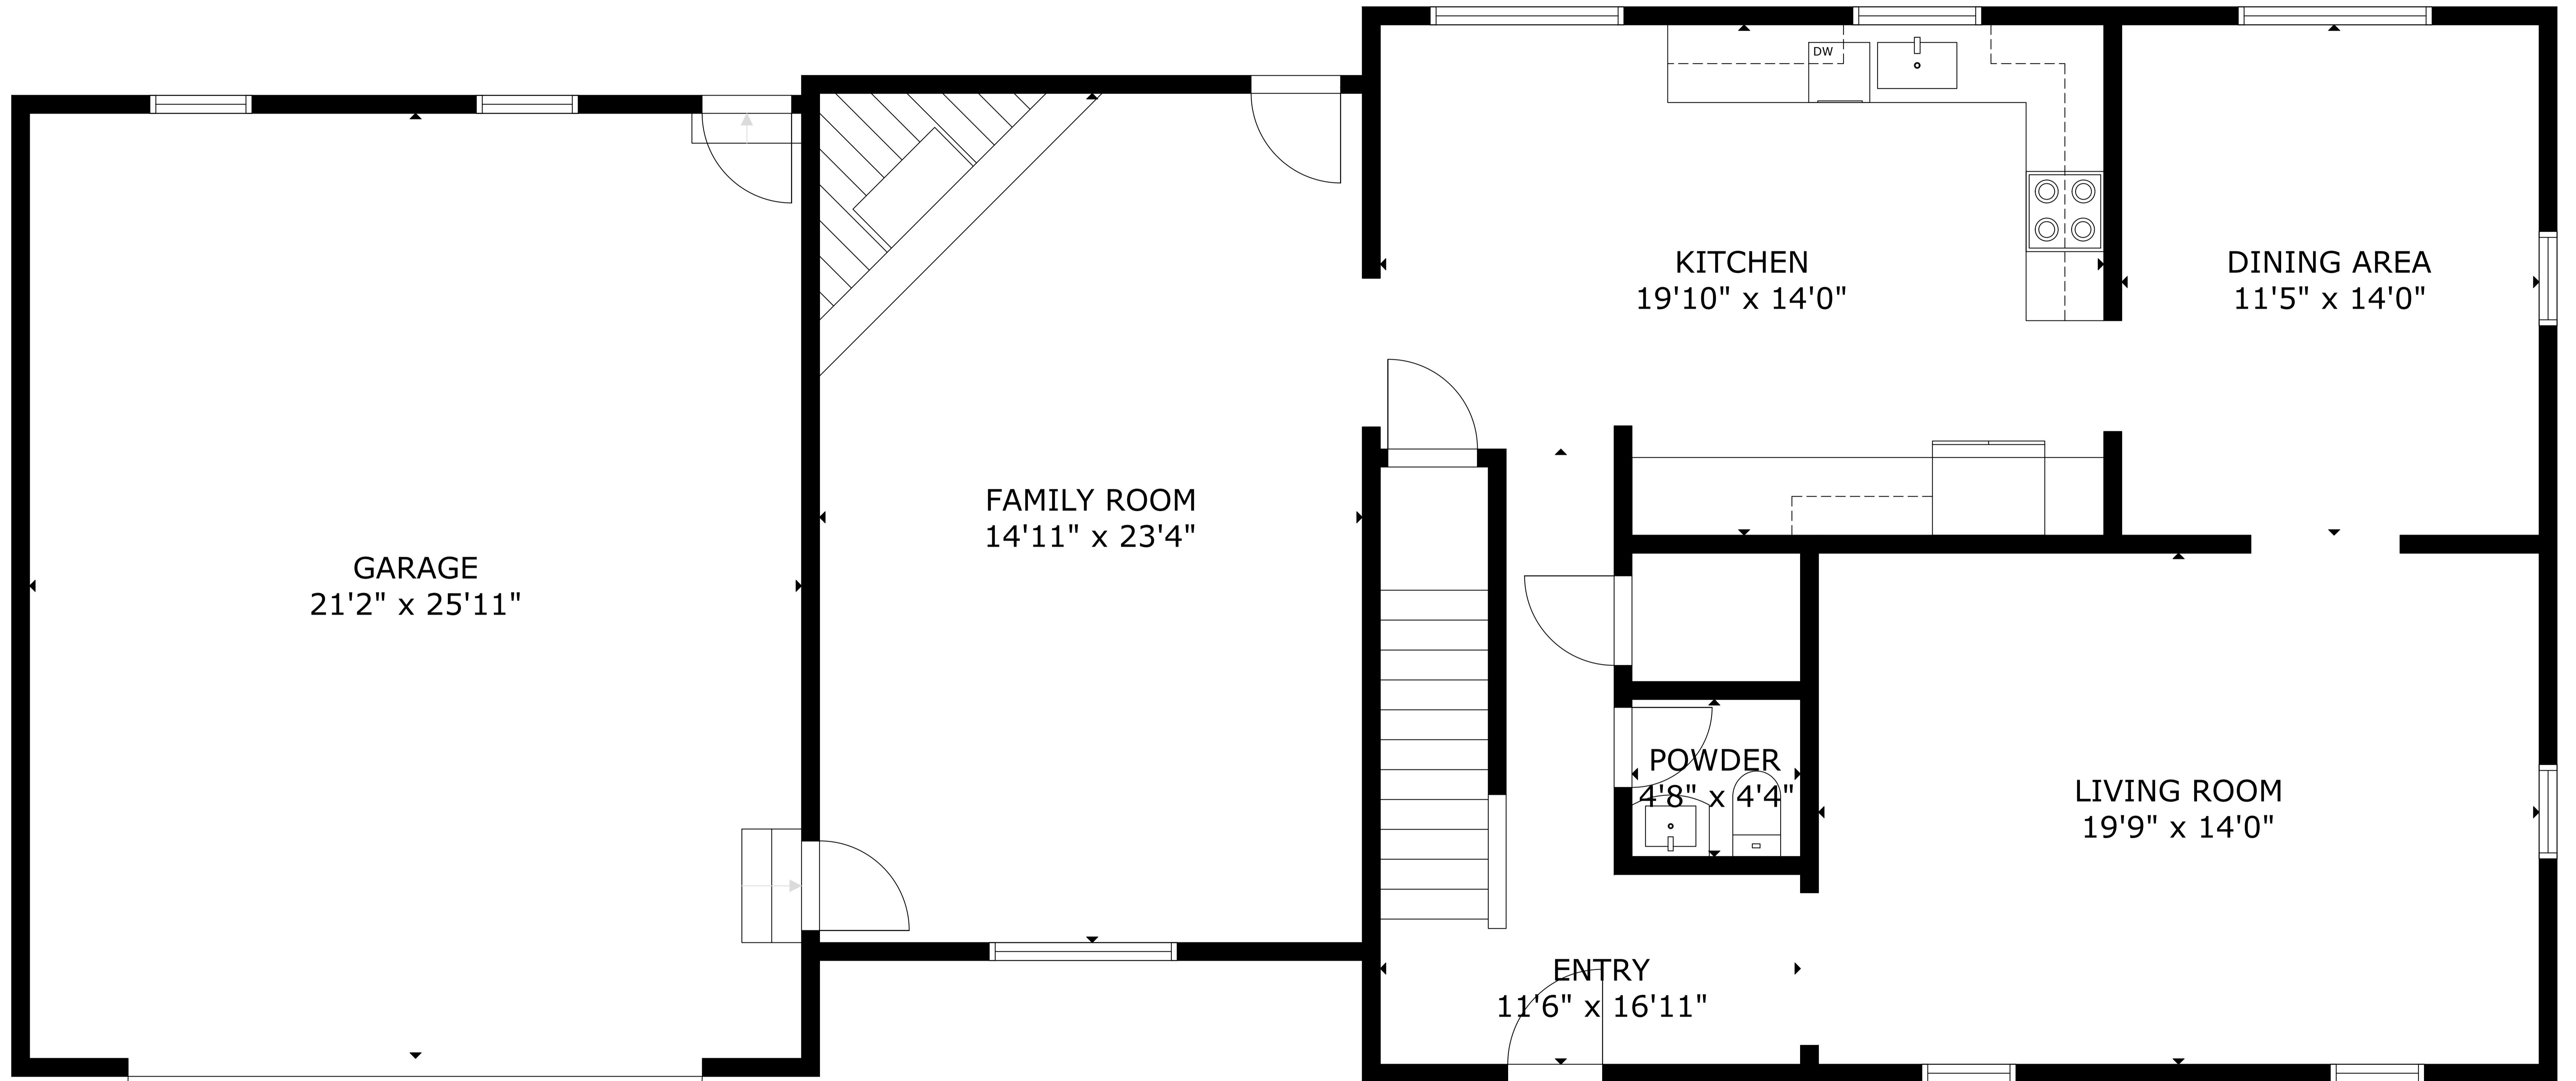 DW
KITCHEN
19'10" x 14'0"
DINING AREA
11'5" x 14'0"
FAMILY ROOM
14'11" x 23'4"
GARAGE
21'2" x 25'11"
POWDER
4'8" x 4'4"
LIVING ROOM
19'9" x 14'0"
ENTRY
11'6" x 16'11"